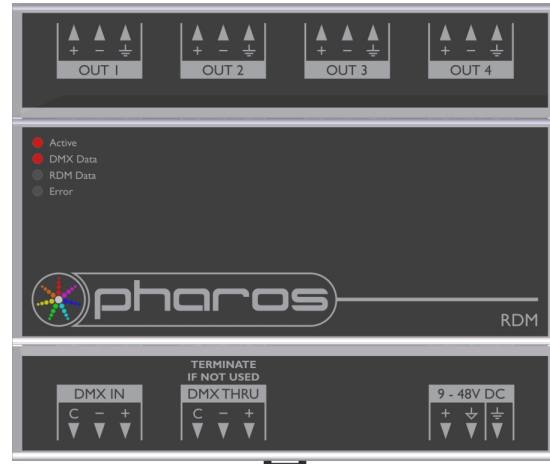 + −
+ −
+ −
+ −
OUT 1
OUT 2
OUT 3
OUT 4
Active
DMX Data
RDM Data
Error
pharos
RDM
TERMINATE
IF NOT USED
DMX IN
DMX THRU
9 - 48V DC
C − +
C − +
+